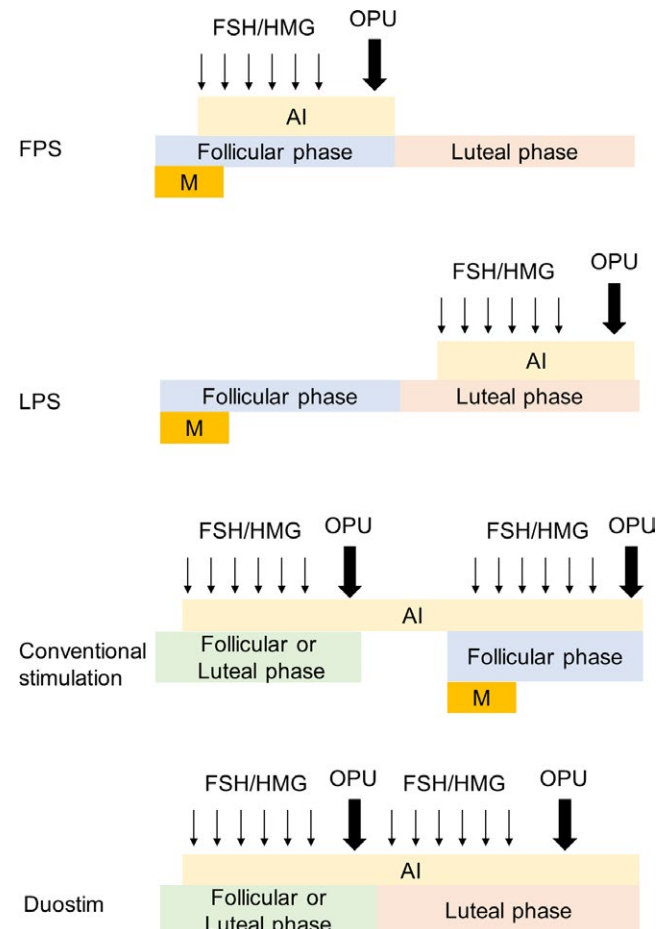 FSH/HMG OPU
AI
FPS
Follicular phase Luteal phase
M
FSH/HMG OPU
AI
LPS
Follicular phase Luteal phase
M
FSH/HMG OPU FSH/HMG OPU
AI
Conventional
stimulation
Follicular or
Luteal phase
Follicular phase
M
FSH/HMG OPU FSH/HMG OPU
AI
Duostim
Follicular or
Luteal phase
Luteal phase